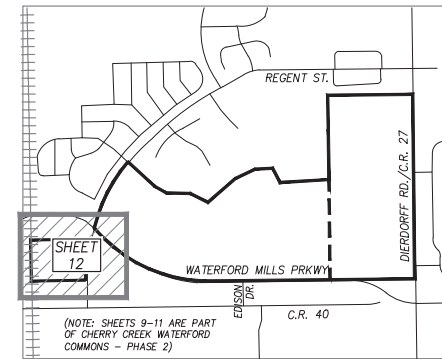 REGENT ST.
DIERDORFF RD./C.R. 27
SHEET
12
WATERFORD MILLS PRKWY
EDISON
DR.
C.R. 40
(NOTE: SHEETS 9-11 ARE PART
OF CHERRY CREEK WATERFORD
COMMONS - PHASE 2)